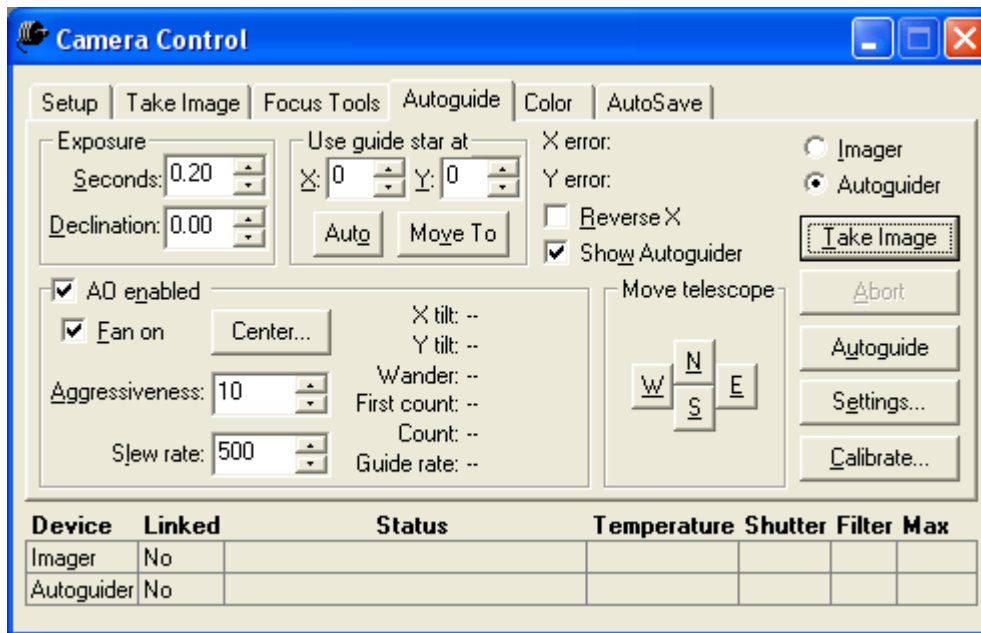 Camera Control
Setup Take Image Focus Tools Autoguide Color AutoSave
Exposure
Seconds: 0.20
Declination: 0.00
Use guide star at
X: 0 Y: 0
Auto Move To
X error:
Y error:
Reverse X
Show Autoguider
Imager
Autoguider
Take Image
Abort
Autoguide
Settings...
Calibrate...
AO enabled
Fan on Center...
Aggressiveness: 10
Slew rate: 500
X tilt: --
Y tilt: --
Wander: --
First count: --
Count: --
Guide rate: --
Move telescope
N
W E
S
Device Linked Status Temperature Shutter Filter Max
Imager No
Autoguider No